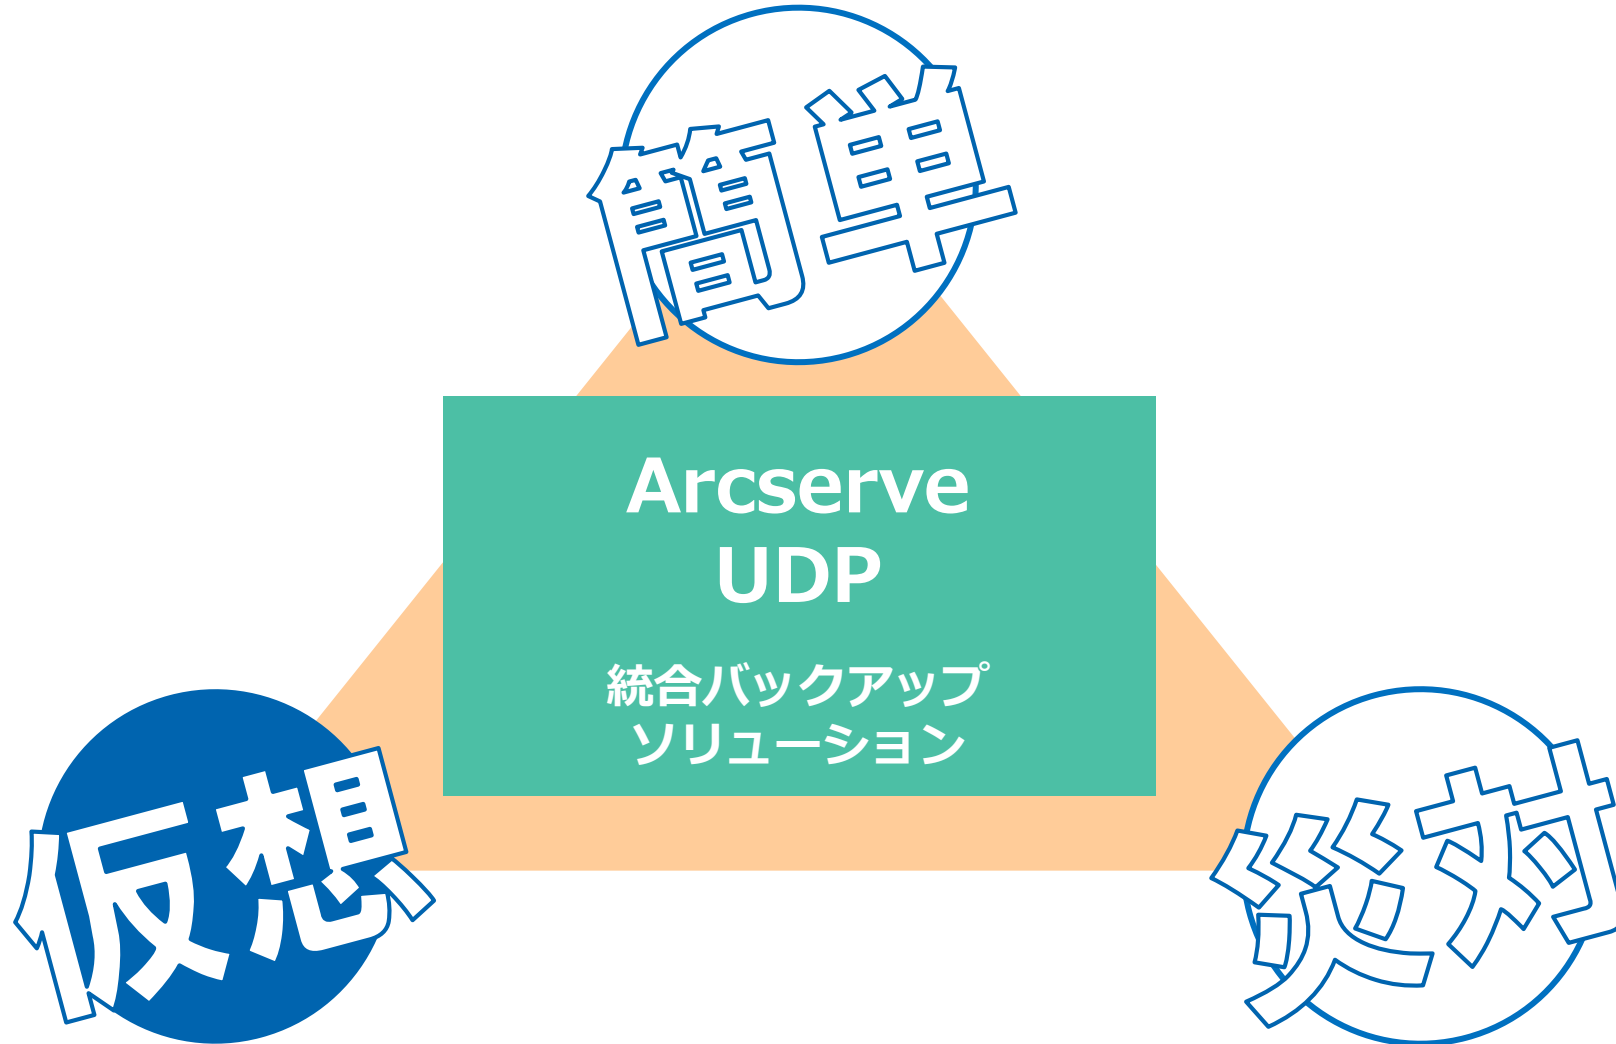 簡単
Arcserve
UDP
統合バックアップ
ソリューション
仮想
災対